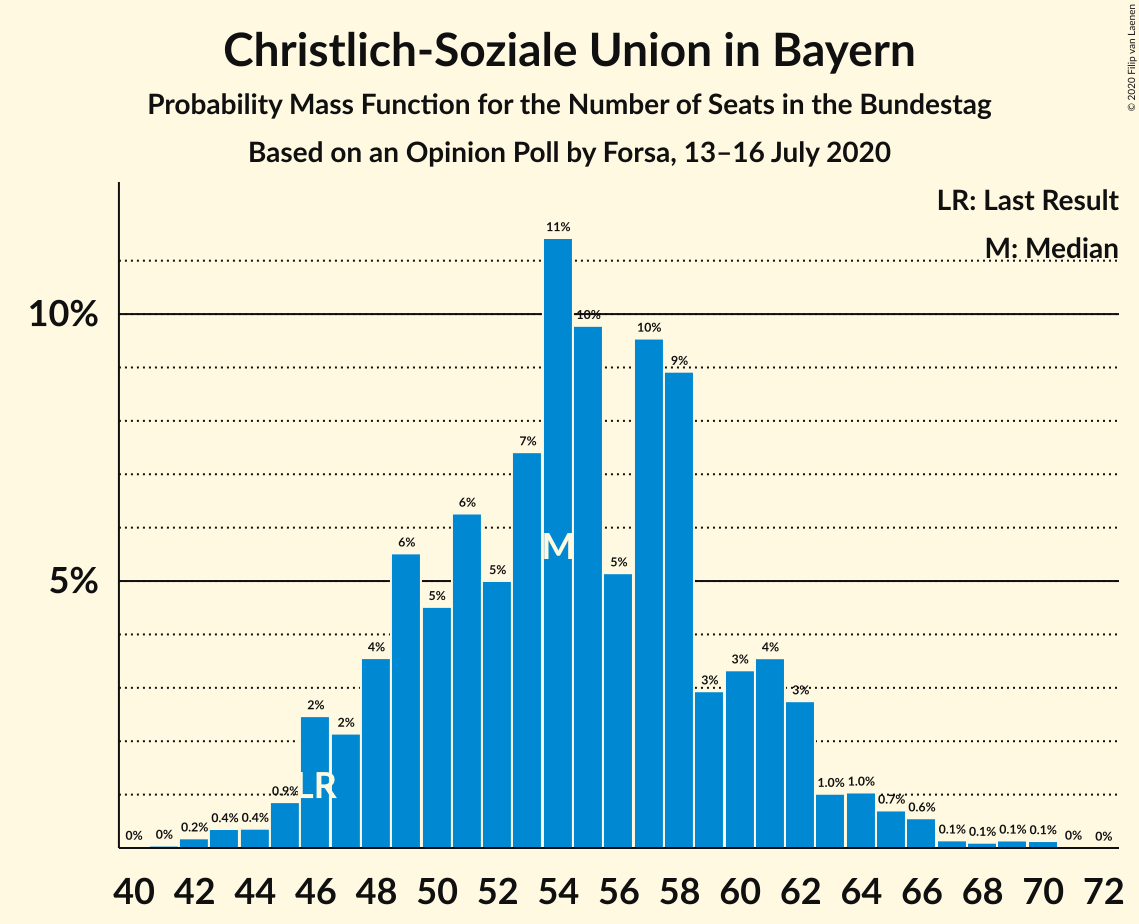 Christlich-Soziale Union in Bayern
Probability Mass Function for the Number of Seats in the Bundestag
Based on an Opinion Poll by Forsa, 13–16 July 2020
© 2020 Filip van Laenen
LR: Last Result
M: Median
10%
5%
0% 0% 0.2% 0.4% 0.4% 0.9% 2% 2% 4% 6% 5% 6% 5% 7% 11% 10% 5% 10% 9% 3% 3% 4% 3% 1.0% 1.0% 0.7% 0.6% 0.1% 0.1% 0.1% 0.1% 0% 0%
M
LR
40 42 44 46 48 50 52 54 56 58 60 62 64 66 68 70 72